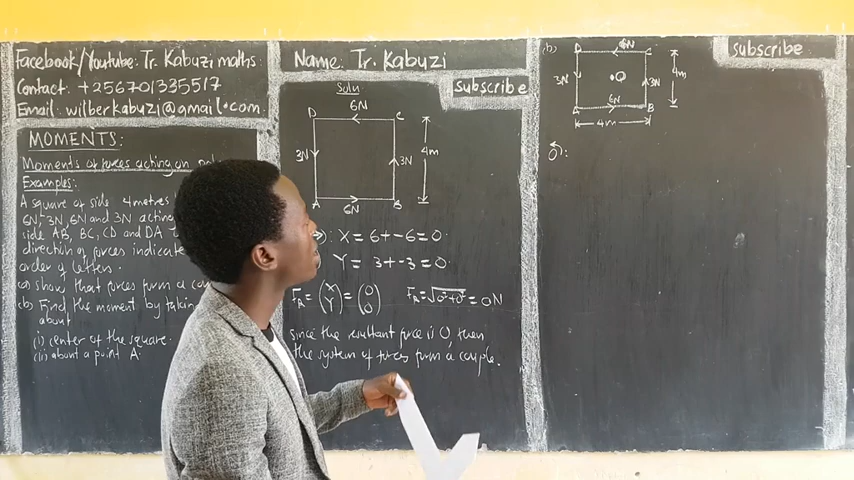 Facebook/Youtube: Tr. Kabuzi maths
Contact: +256701335517
Email: wilberkabuzi@gmail.com
MOMENTS:
Moments of forces acting on
Examples:
A square of side 4metres
6N, 3N, 6N and 3N acting
side AB, BC, CD and DA
direction of forces indicate
order of letters.
(a) show that forces form a
(b) Find the moment by taking
about
(i) center of the square.
(ii) about a point A.
Name: Tr. Kabuzi
subscribe
Soln
6N
D
C
3N
3N
4m
A
B
6N
): X = 6+-6 = 0.
Y = 3+-3 = 0.
FR = (X Y) = (0 0)
FR = √0²+0² = 0N
since the resultant force is 0, then
the system of forces form a couple.
subscribe
(b)
D
6N
C
3N
O
3N
4m
A
6N
B
4m
O):